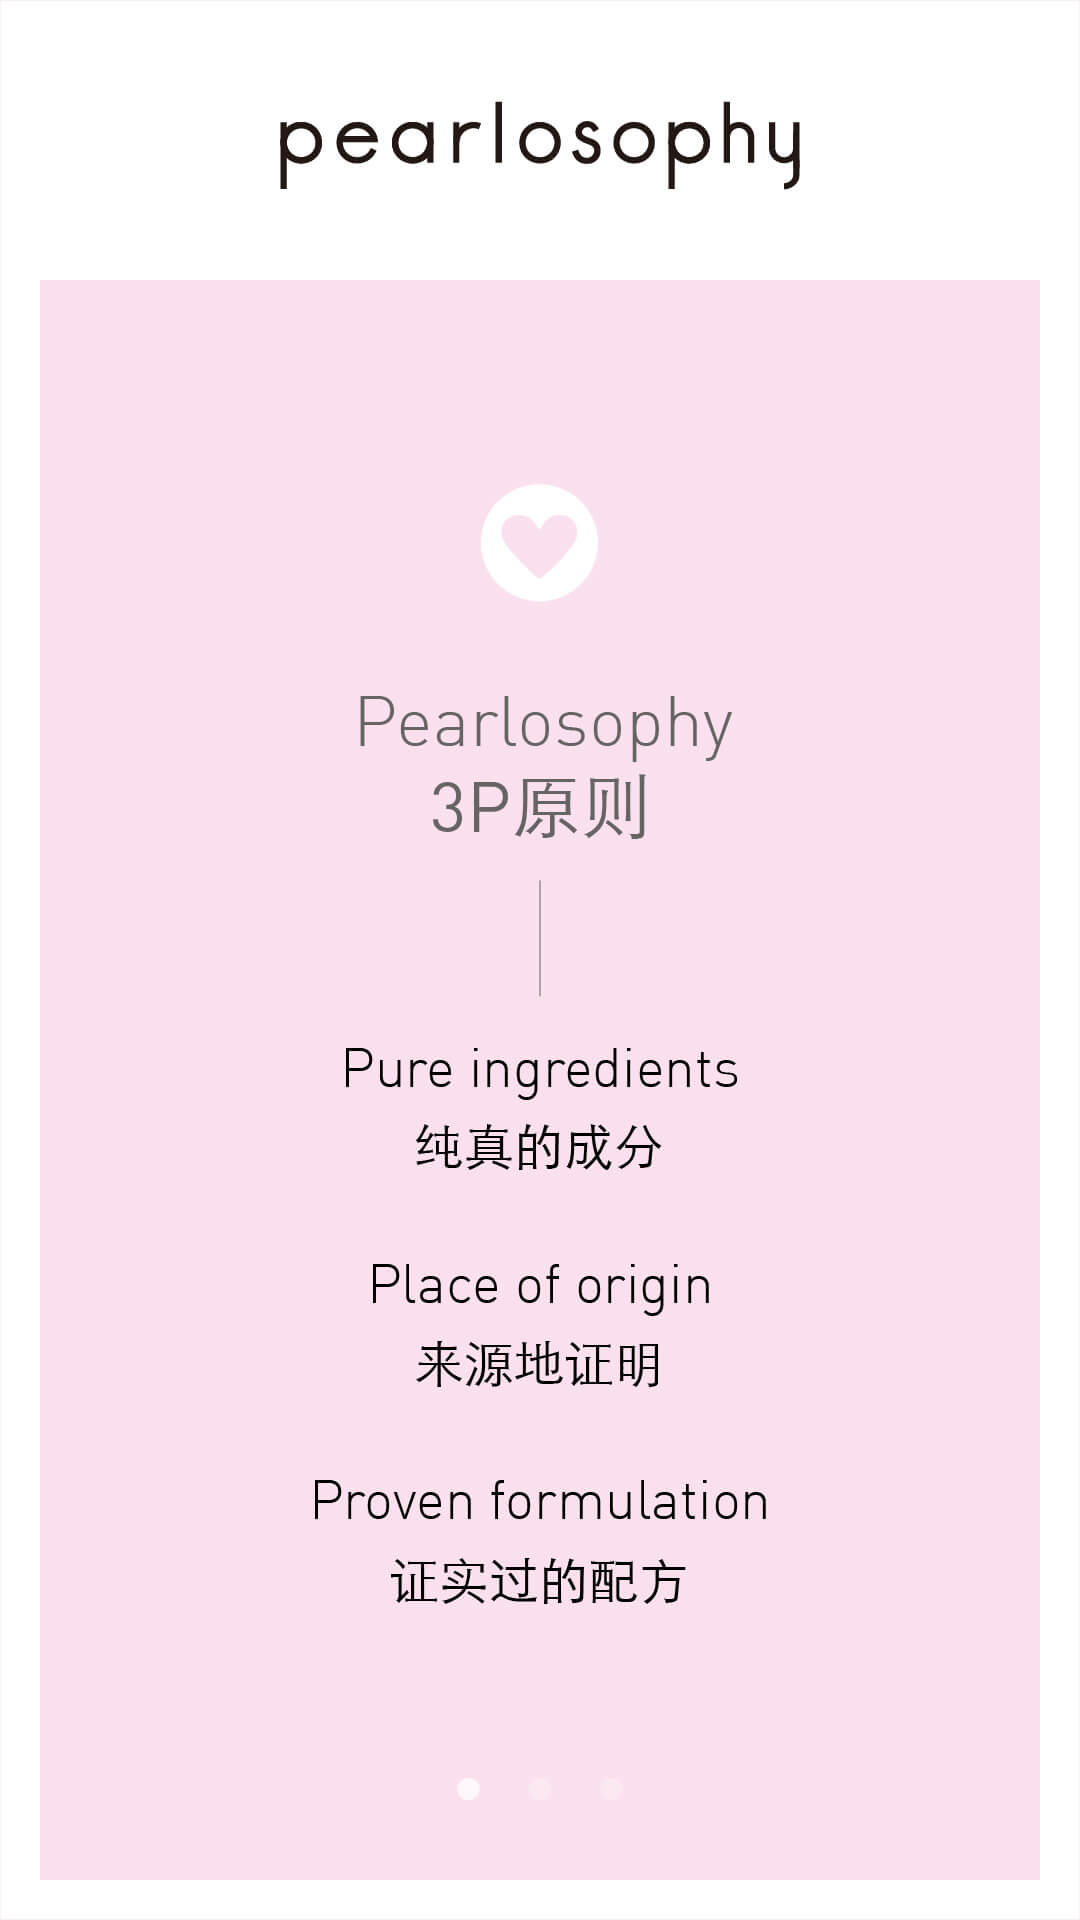 pearlosophy
Pearlosophy
3P原则
Pure ingredients
纯真的成分
Place of origin
来源地证明
Proven formulation
证实过的配方